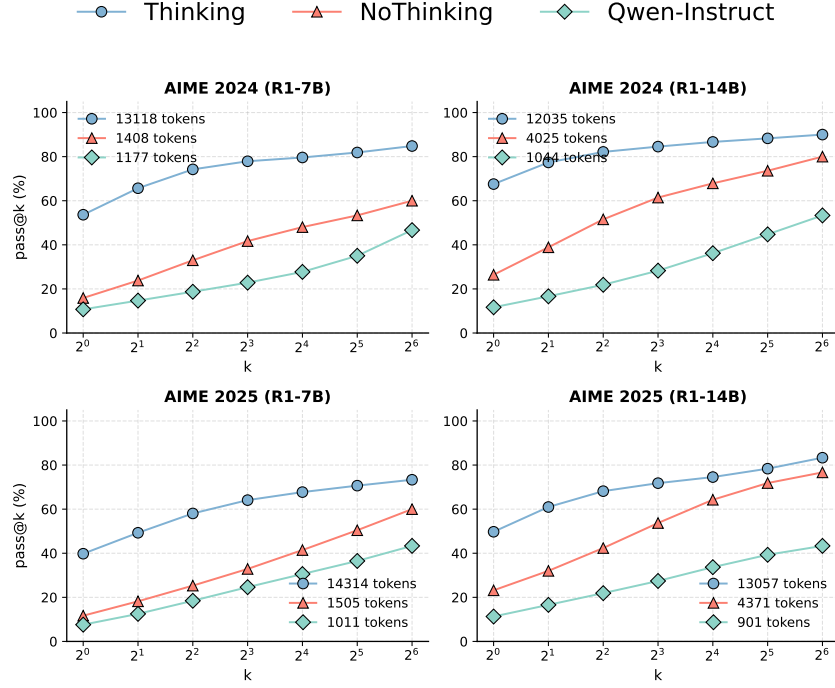 Thinking NoThinking Qwen-Instruct
AIME 2024 (R1-7B)
pass@k (%)
100
80
60
40
20
0
13118 tokens
1408 tokens
1177 tokens
2^0 2^1 2^2 2^3 2^4 2^5 2^6
k
AIME 2024 (R1-14B)
100
80
60
40
20
0
12035 tokens
4025 tokens
1044 tokens
2^0 2^1 2^2 2^3 2^4 2^5 2^6
k
AIME 2025 (R1-7B)
pass@k (%)
100
80
60
40
20
0
14314 tokens
1505 tokens
1011 tokens
2^0 2^1 2^2 2^3 2^4 2^5 2^6
k
AIME 2025 (R1-14B)
100
80
60
40
20
0
13057 tokens
4371 tokens
901 tokens
2^0 2^1 2^2 2^3 2^4 2^5 2^6
k